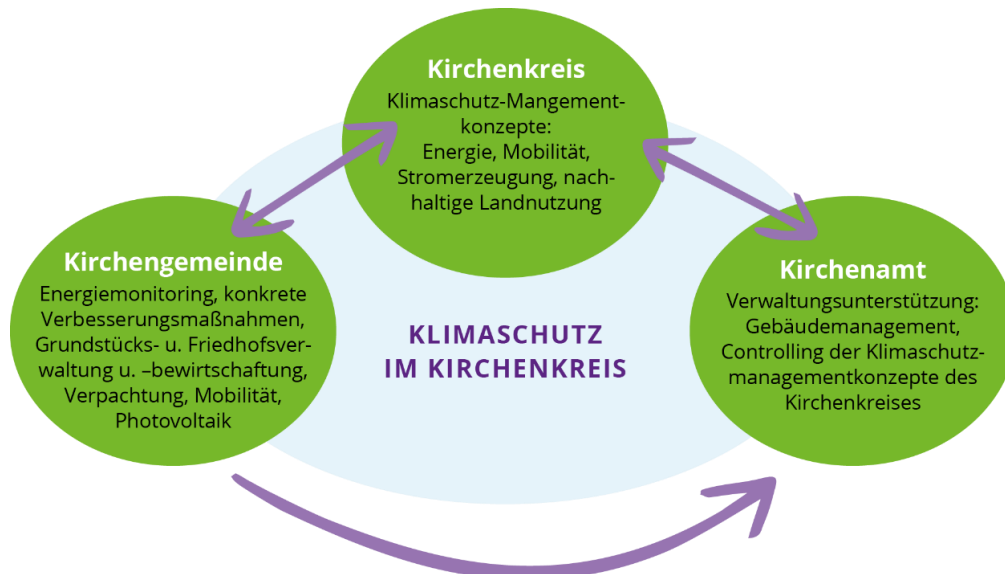 Kirchenkreis
Klimaschutz-Mangement-
konzepte:
Energie, Mobilität,
Stromerzeugung, nach-
haltige Landnutzung
Kirchengemeinde
Energiemonitoring, konkrete
Verbesserungsmaßnahmen,
Grundstücks- u. Friedhofsver-
waltung u. –bewirtschaftung,
Verpachtung, Mobilität,
Photovoltaik
KLIMASCHUTZ
IM KIRCHENKREIS
Kirchenamt
Verwaltungsunterstützung:
Gebäudemanagement,
Controlling der Klimaschutz-
managementkonzepte des
Kirchenkreises